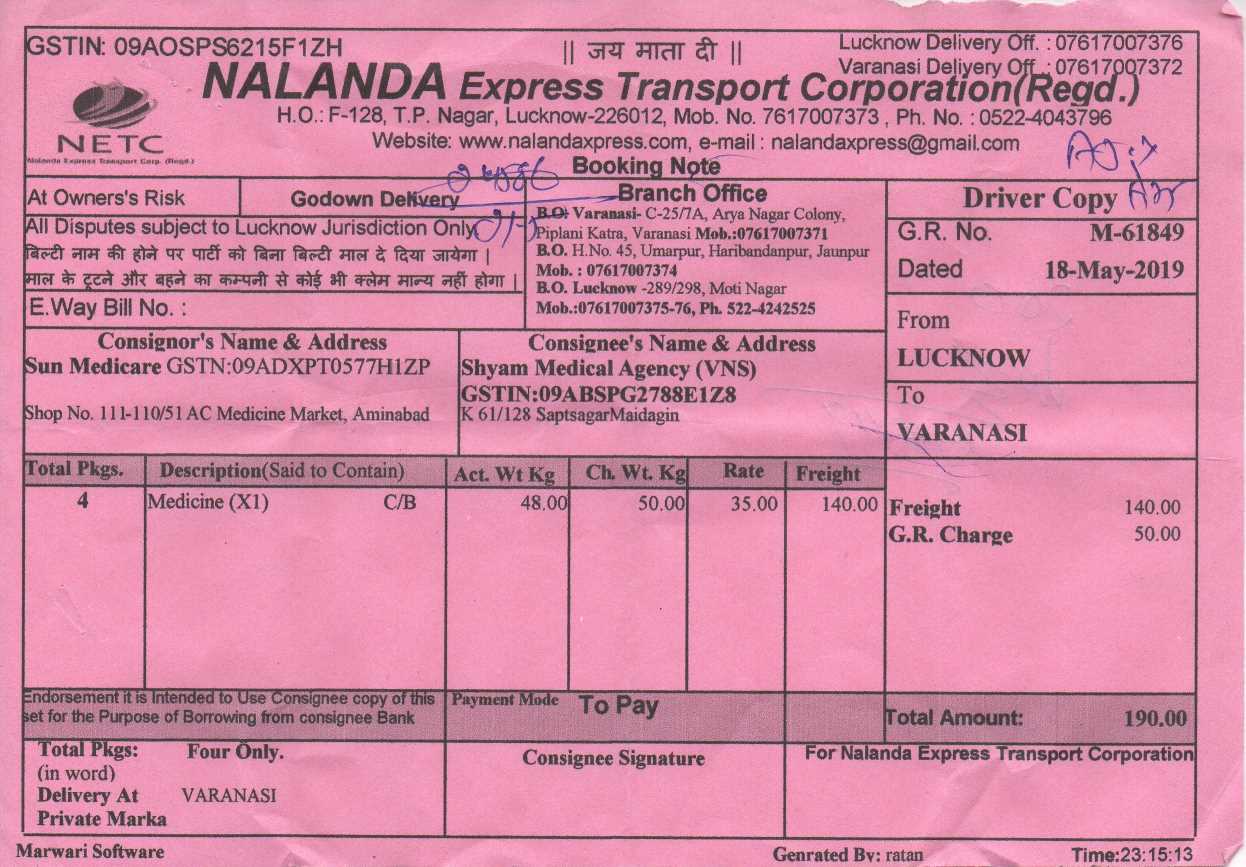 GSTIN: 09AOSPS6215F1ZH
|| जय माता दी ||
Lucknow Delivery Off. : 07617007376
Varanasi Delivery Off. : 07617007372
NALANDA Express Transport Corporation(Regd.)
H.O.: F-128, T.P. Nagar, Lucknow-226012, Mob. No. 7617007373 , Ph. No. : 0522-4043796
Website: www.nalandaxpress.com, e-mail : nalandaxpress@gmail.com
NETC
Nalanda Express Transport Corp. (Regd.)
Booking Note
At Owners's Risk
Godown Delivery
All Disputes subject to Lucknow Jurisdiction Only
बिल्टी नाम की होने पर पार्टी को बिना बिल्टी माल दे दिया जायेगा |
माल के टूटने और बहने का कम्पनी से कोई भी क्लेम मान्य नहीं होगा |
E.Way Bill No. :
Branch Office
B.O. Varanasi- C-25/7A, Arya Nagar Colony,
Piplani Katra, Varanasi Mob.:07617007371
B.O. H.No. 45, Umarpur, Haribandanpur, Jaunpur
Mob. : 07617007374
B.O. Lucknow -289/298, Moti Nagar
Mob.:07617007375-76, Ph. 522-4242525
Driver Copy
G.R. No. M-61849
Dated 18-May-2019
From
LUCKNOW
To
VARANASI
Consignor's Name & Address
Sun Medicare GSTN:09ADXPT0577H1ZP
Shop No. 111-110/51 AC Medicine Market, Aminabad
Consignee's Name & Address
Shyam Medical Agency (VNS)
GSTIN:09ABSPG2788E1Z8
K 61/128 SaptsagarMaidagin
Total Pkgs. Description(Said to Contain) Act. Wt Kg Ch. Wt. Kg Rate Freight
4 Medicine (X1) C/B 48.00 50.00 35.00 140.00
Freight 140.00
G.R. Charge 50.00
Endorsement it is Intended to Use Consignee copy of this
set for the Purpose of Borrowing from consignee Bank
Payment Mode To Pay
Total Amount: 190.00
Total Pkgs: Four Only.
(in word)
Delivery At VARANASI
Private Marka
Consignee Signature
For Nalanda Express Transport Corporation
Marwari Software
Genrated By: ratan
Time:23:15:13